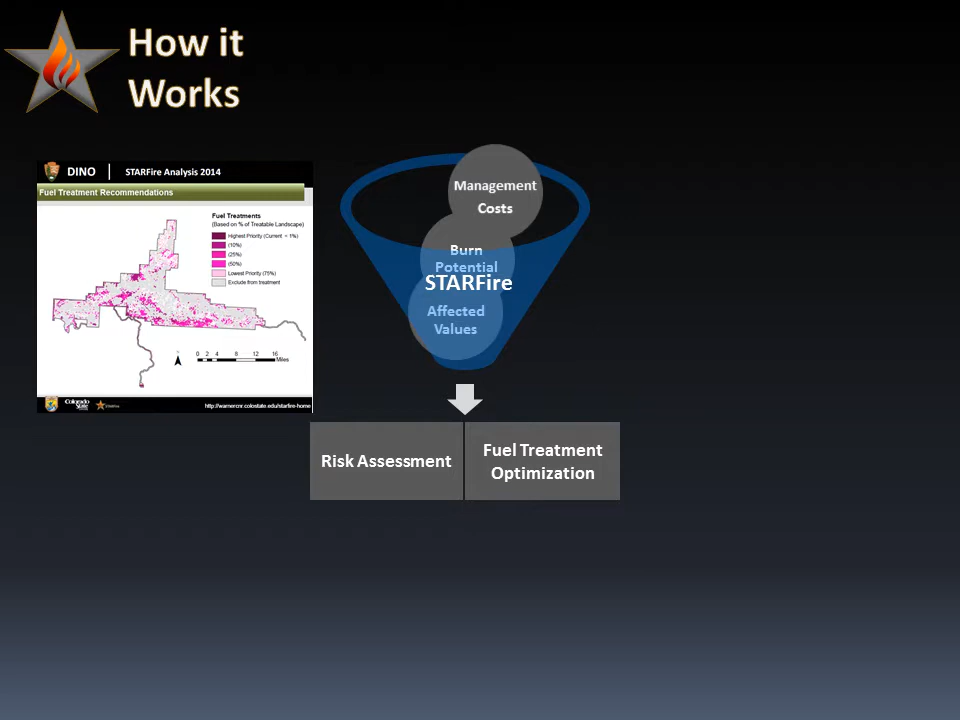 How it
Works
DINO
STARFire Analysis 2014
Fuel Treatment Recommendations
Fuel Treatments
(Based on % of Treatable Landscape)
Highest Priority (Current < 1%)
(10%)
(25%)
(50%)
Lowest Priority (75%)
Exclude from treatment
0 2 4 8 12 16
Miles
Colorado
State
http://warnercnr.colostate.edu/starfire-home
Management
Costs
Burn
Potential
STARFire
Affected
Values
Risk Assessment
Fuel Treatment
Optimization